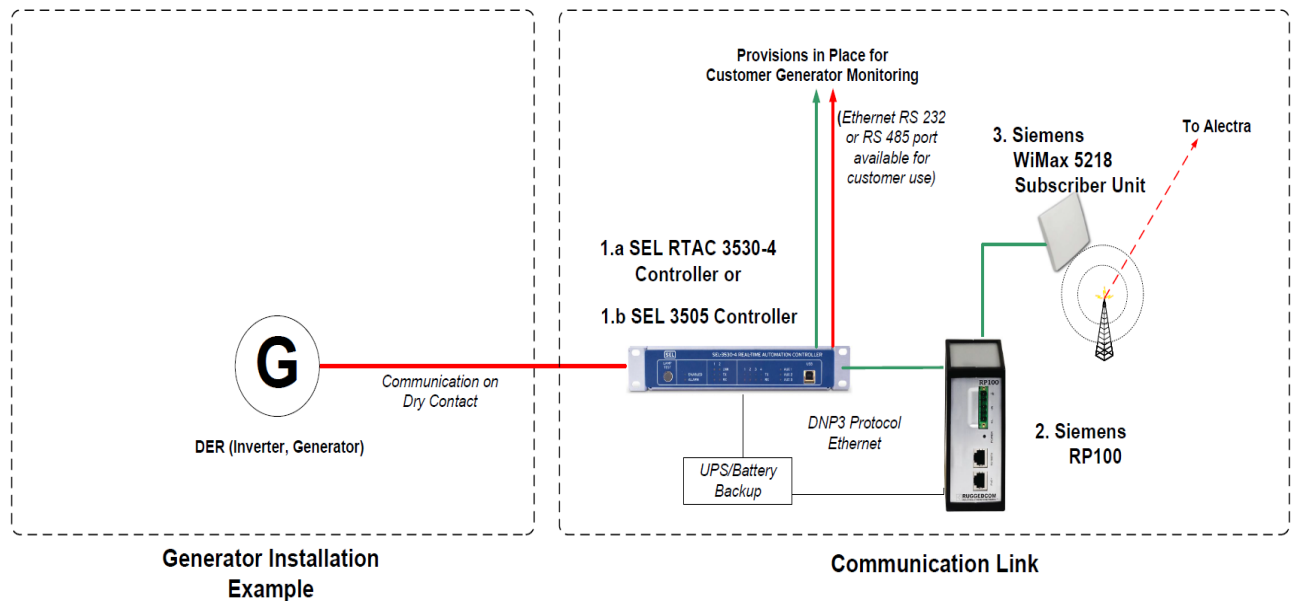 Provisions in Place for
Customer Generator Monitoring
(Ethernet RS 232
or RS 485 port
available for
customer use)
3. Siemens
WiMax 5218
Subscriber Unit
To Alectra
1.a SEL RTAC 3530-4
Controller or
1.b SEL 3505 Controller
SEL
SEL-3530-4 REAL-TIME AUTOMATION CONTROLLER
G
Communication on
Dry Contact
DER (Inverter, Generator)
DNP3 Protocol
Ethernet
UPS/Battery
Backup
RP100
RUGGEDCOM
2. Siemens
RP100
Generator Installation
Example
Communication Link